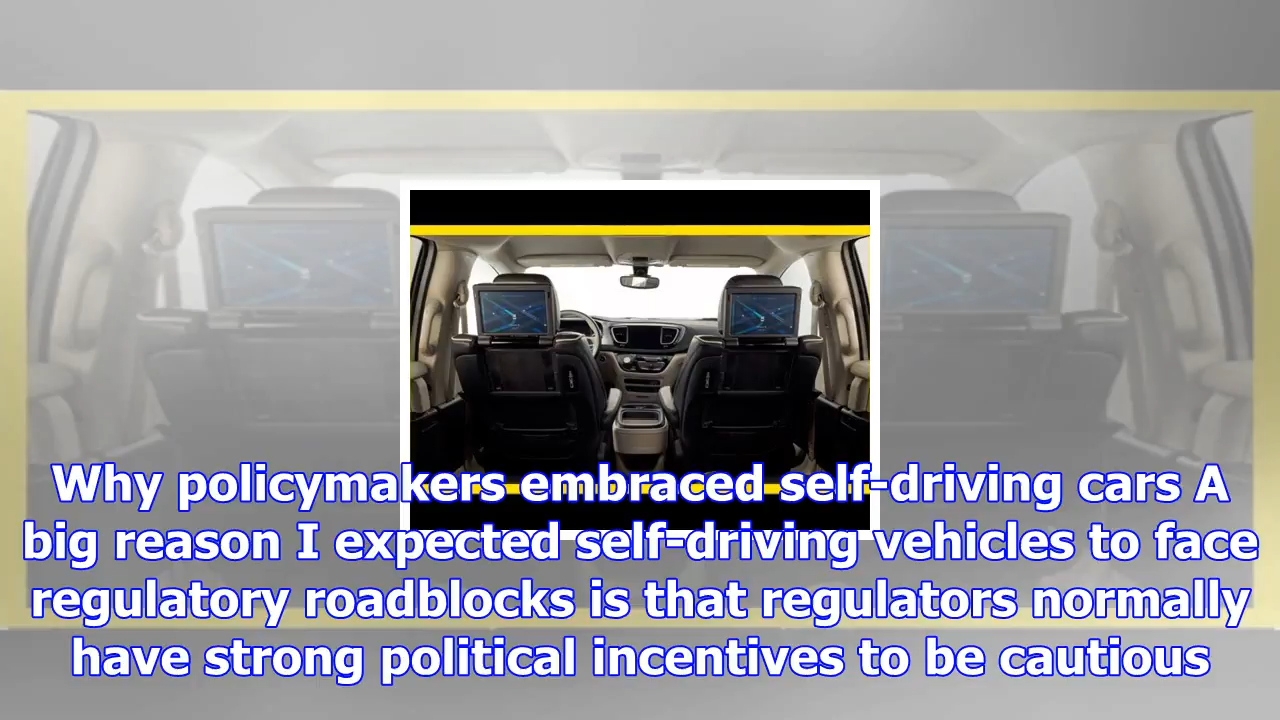 Why policymakers embraced self-driving cars A
big reason I expected self-driving vehicles to face
regulatory roadblocks is that regulators normally
have strong political incentives to be cautious